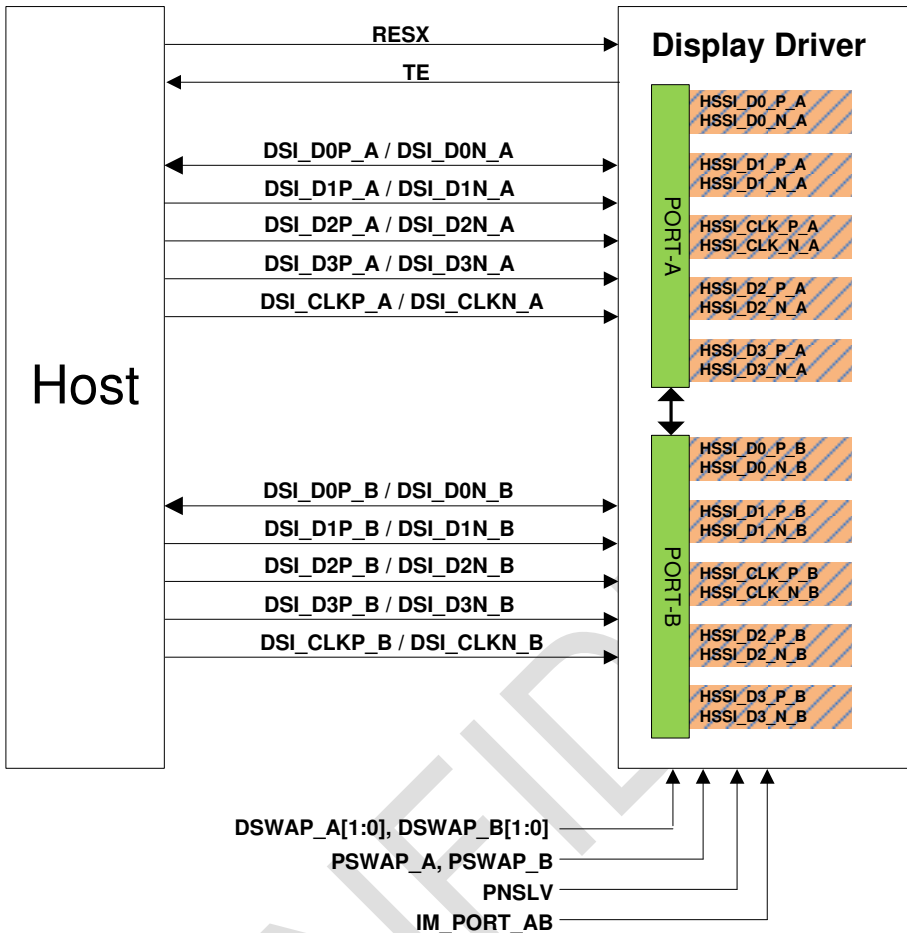 Host
RESX
TE
DSI_D0P_A / DSI_D0N_A
DSI_D1P_A / DSI_D1N_A
DSI_D2P_A / DSI_D2N_A
DSI_D3P_A / DSI_D3N_A
DSI_CLKP_A / DSI_CLKN_A
DSI_D0P_B / DSI_D0N_B
DSI_D1P_B / DSI_D1N_B
DSI_D2P_B / DSI_D2N_B
DSI_D3P_B / DSI_D3N_B
DSI_CLKP_B / DSI_CLKN_B
Display Driver
PORT-A
HSSI_D0_P_A
HSSI_D0_N_A
HSSI_D1_P_A
HSSI_D1_N_A
HSSI_CLK_P_A
HSSI_CLK_N_A
HSSI_D2_P_A
HSSI_D2_N_A
HSSI_D3_P_A
HSSI_D3_N_A
PORT-B
HSSI_D0_P_B
HSSI_D0_N_B
HSSI_D1_P_B
HSSI_D1_N_B
HSSI_CLK_P_B
HSSI_CLK_N_B
HSSI_D2_P_B
HSSI_D2_N_B
HSSI_D3_P_B
HSSI_D3_N_B
DSWAP_A[1:0], DSWAP_B[1:0]
PSWAP_A, PSWAP_B
PNSLV
IM_PORT_AB